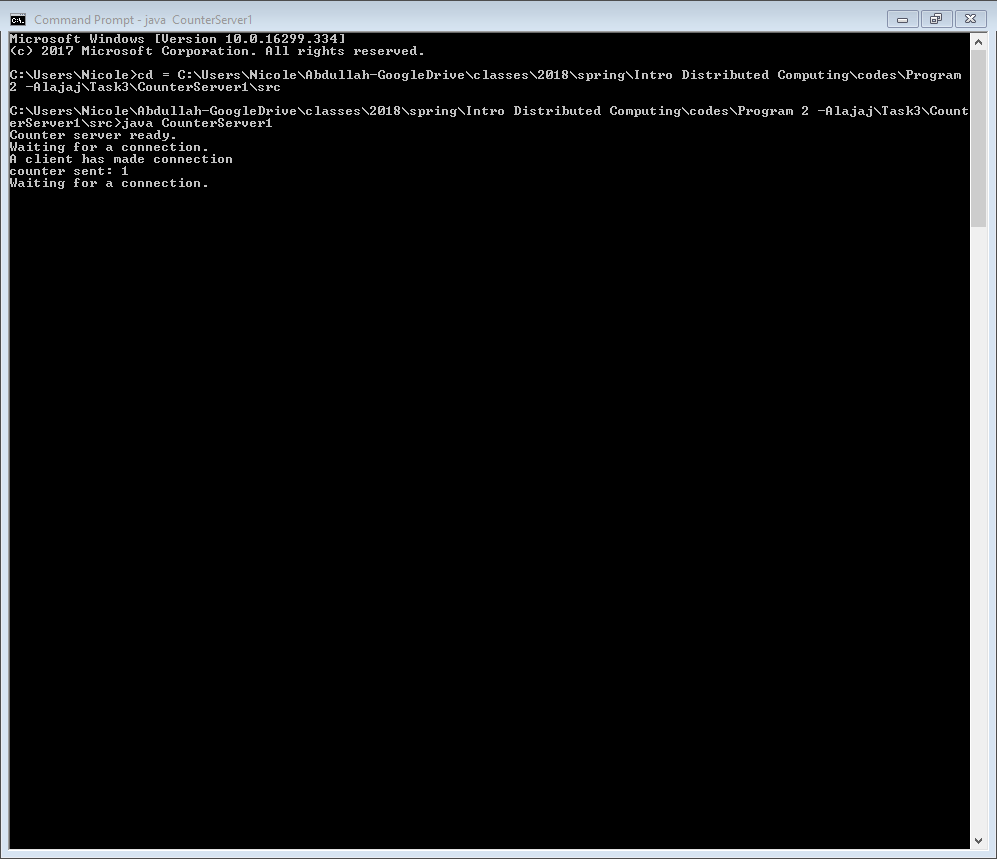 Command Prompt - java  CounterServer1
Microsoft Windows [Version 10.0.16299.334]
(c) 2017 Microsoft Corporation. All rights reserved.
C:\Users\Nicole>cd = C:\Users\Nicole\Abdullah-GoogleDrive\classes\2018\spring\Intro Distributed Computing\codes\Program
2 -Alajaj\Task3\CounterServer1\src
C:\Users\Nicole\Abdullah-GoogleDrive\classes\2018\spring\Intro Distributed Computing\codes\Program 2 -Alajaj\Task3\Count
erServer1\src>java CounterServer1
Counter server ready.
Waiting for a connection.
A client has made connection
counter sent: 1
Waiting for a connection.